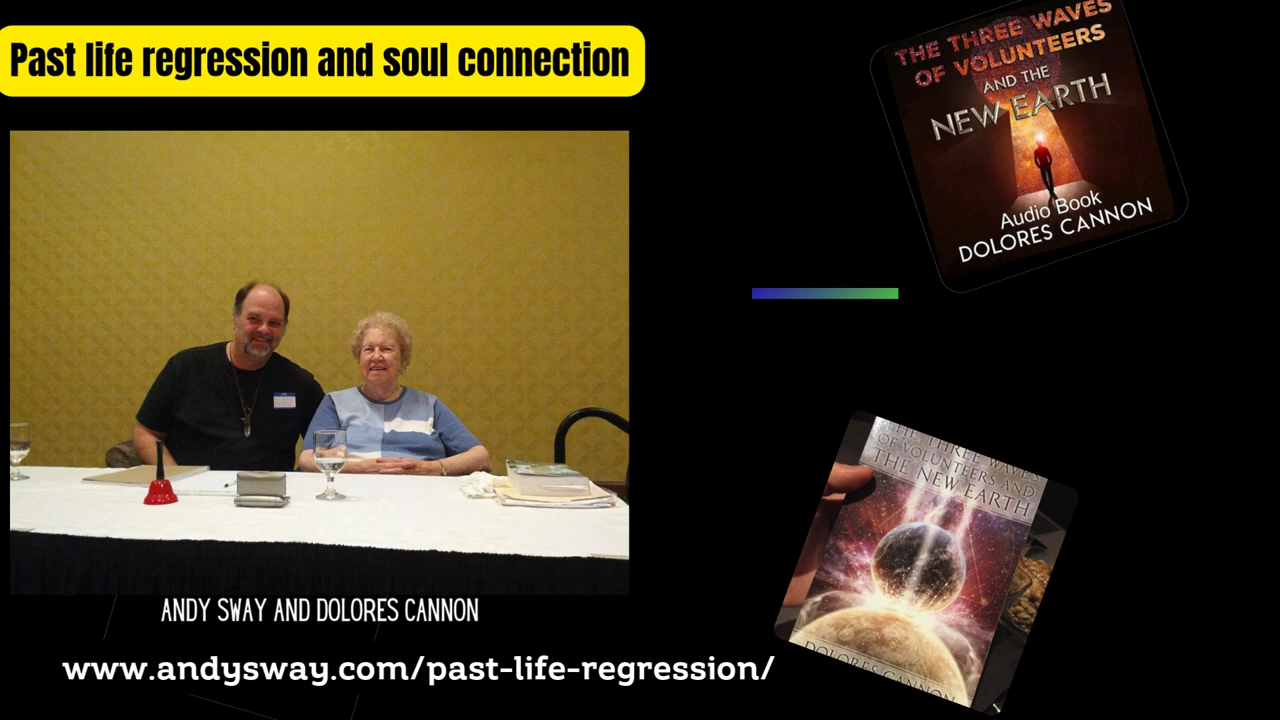 Past life regression and soul connection
THE THREE WAVES
OF VOLUNTEERS
AND THE
NEW EARTH
Audio Book
DOLORES CANNON
THE THREE WAVES
OF VOLUNTEERS AND
THE NEW EARTH
DOLORES CANNON
ANDY SWAY AND DOLORES CANNON
www.andysway.com/past-life-regression/